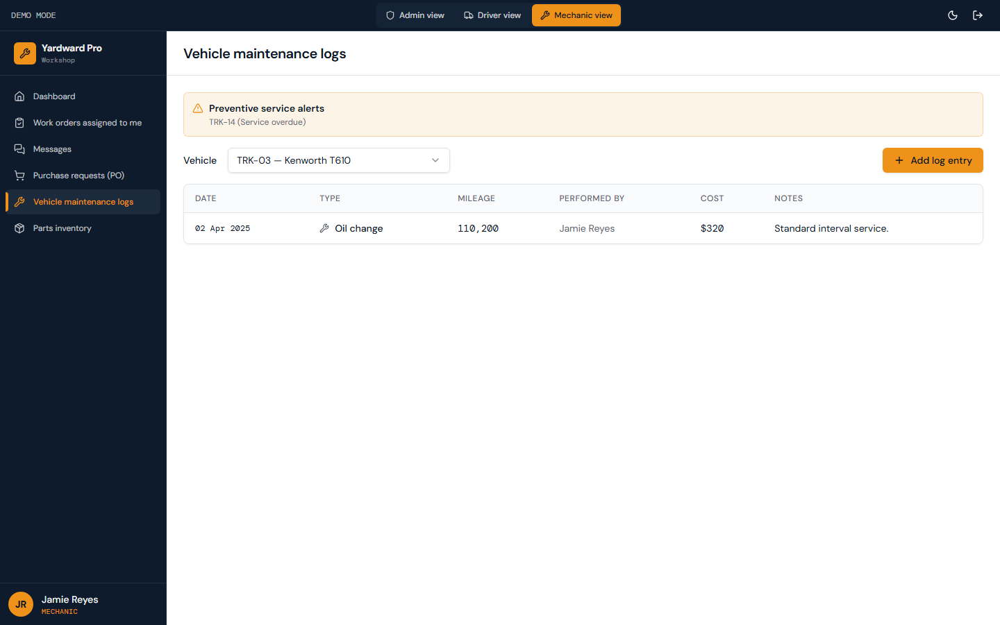 DEMO MODE
Admin view
Driver view
Mechanic view
Yardward Pro
Workshop
Dashboard
Work orders assigned to me
Messages
Purchase requests (PO)
Vehicle maintenance logs
Parts inventory
JR
Jamie Reyes
MECHANIC
Vehicle maintenance logs
Preventive service alerts
TRK-14 (Service overdue)
Vehicle
TRK-03 — Kenworth T610
Add log entry
DATE TYPE MILEAGE PERFORMED BY COST NOTES
02 Apr 2025 Oil change 110,200 Jamie Reyes $320 Standard interval service.